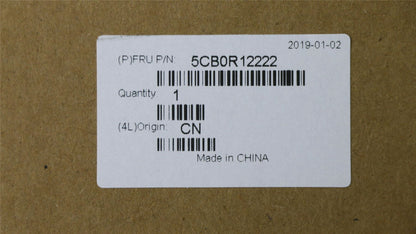 2019-01-02
(P)FRU P/N: 5CB0R12222
Quantity 1
(4L)Origin: CN
Made in CHINA